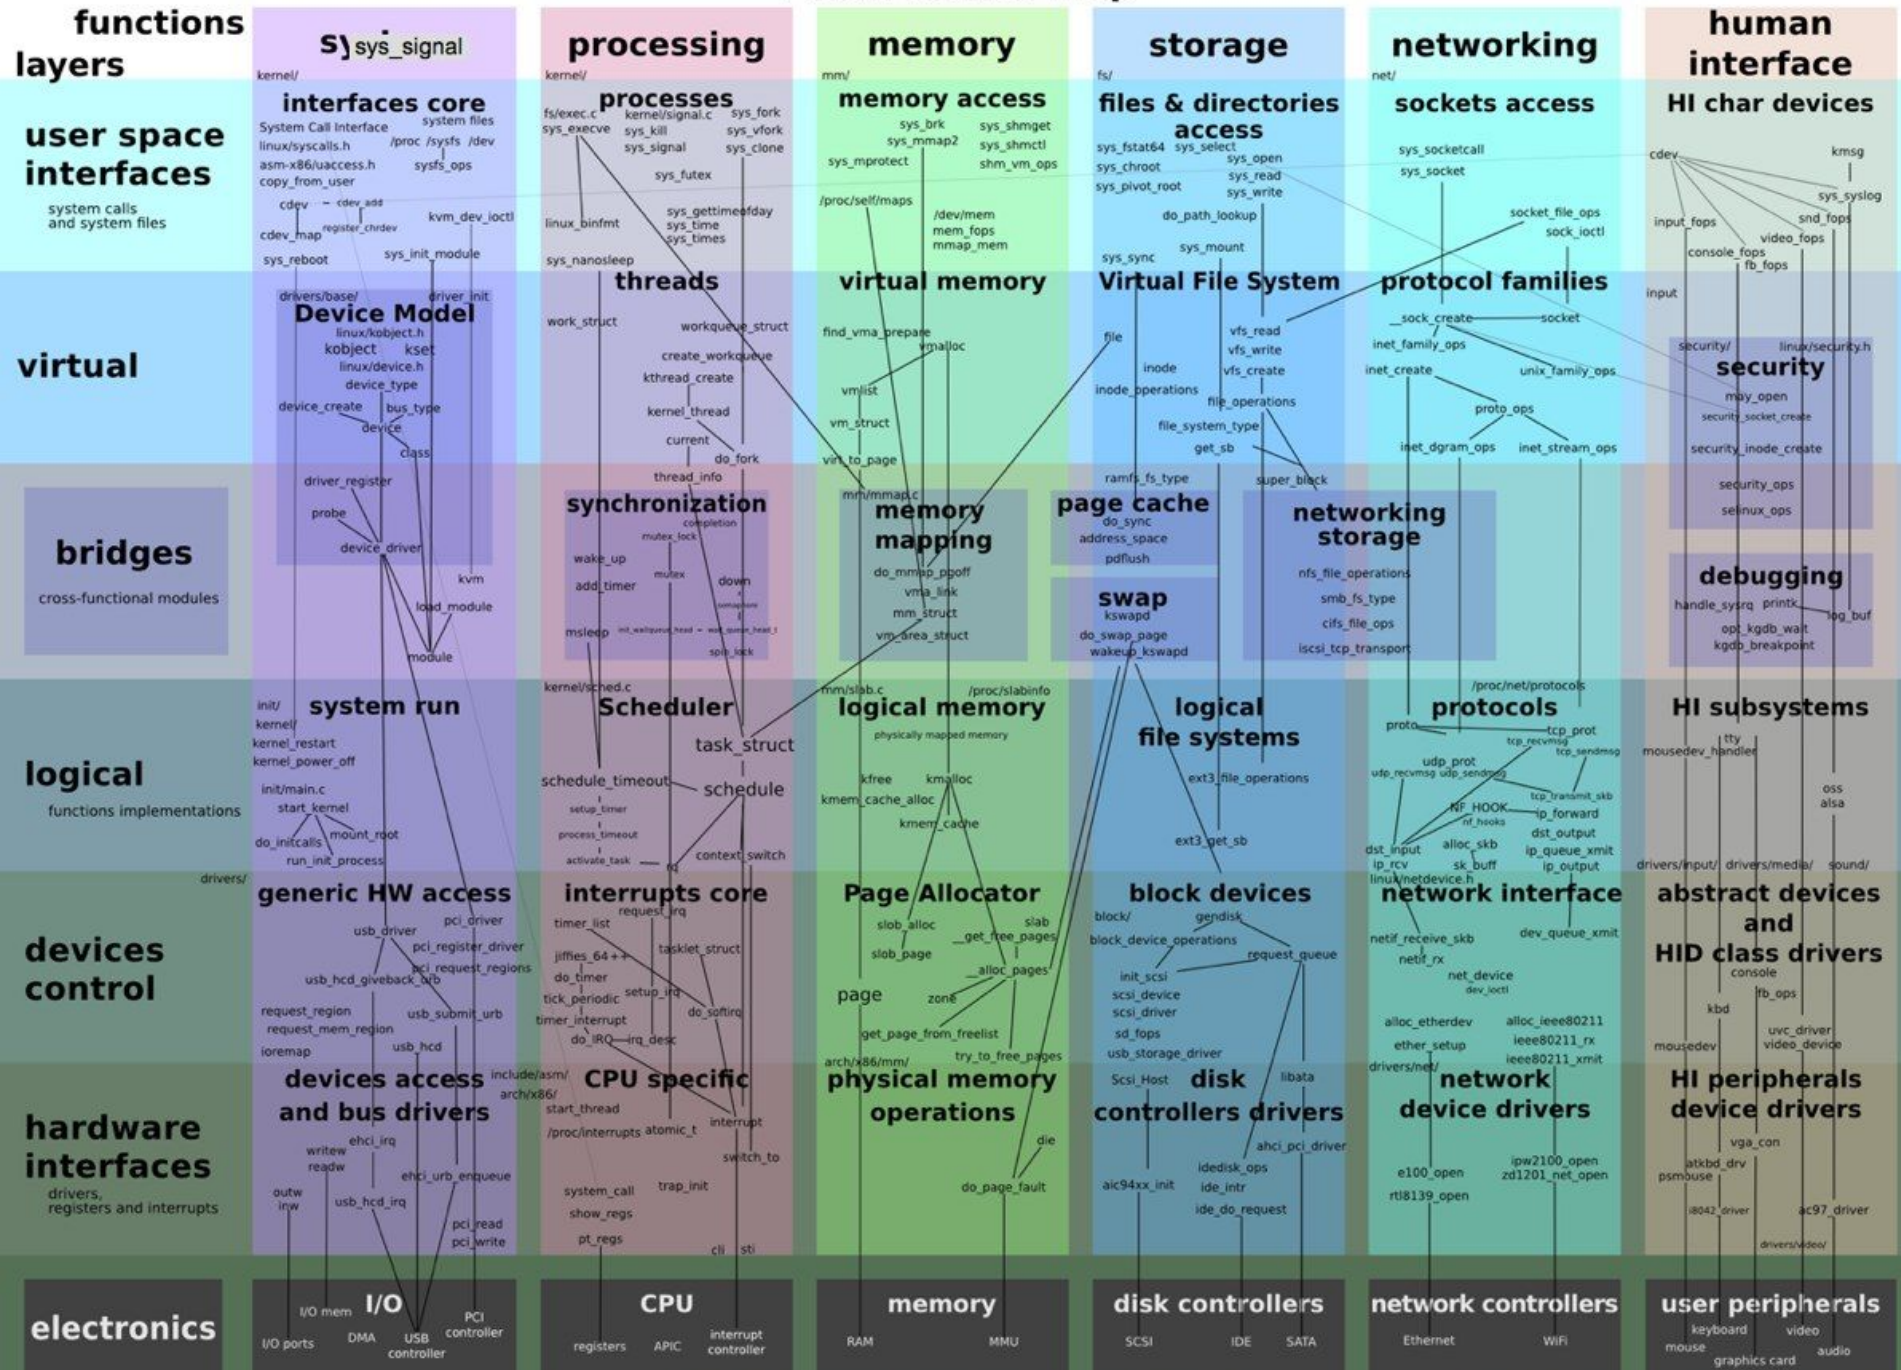 functions
layers
sys_signal
processing
memory
storage
networking
human
interface
kernel/
kernel/
mm/
fs/
net/
user space
interfaces
system calls
and system files
interfaces core
System Call Interface
system files
linux/syscalls.h
/proc /sysfs /dev
asm-x86/uaccess.h
sysfs_ops
copy_from_user
cdev
cdev_add
register_chrdev
kvm_dev_ioctl
cdev_map
sys_reboot
sys_init_module
processes
fs/exec.c
kernel/signal.c
sys_fork
sys_execve
sys_kill
sys_vfork
sys_signal
sys_clone
sys_futex
linux_binfmt
sys_gettimeofday
sys_time
sys_times
sys_nanosleep
memory access
sys_brk
sys_shmget
sys_mmap2
sys_shmctl
sys_mprotect
shm_vm_ops
/proc/self/maps
/dev/mem
mem_fops
mmap_mem
files & directories
access
sys_fstat64 sys_select
sys_open
sys_chroot
sys_read
sys_pivot_root
sys_write
do_path_lookup
sys_mount
sys_sync
sockets access
sys_socketcall
sys_socket
socket_file_ops
sock_ioctl
HI char devices
cdev
kmsg
sys_syslog
input_fops
snd_fops
video_fops
console_fops
fb_fops
virtual
drivers/base/
driver_init
Device Model
linux/kobject.h
kobject kset
linux/device.h
device_type
device_create
bus_type
device
class
driver_register
probe
device_driver
kvm
load_module
module
threads
work_struct
workqueue_struct
create_workqueue
kthread_create
kernel_thread
current
do_fork
thread_info
virtual memory
find_vma_prepare
vmalloc
vmlist
vm_struct
virt_to_page
Virtual File System
file
vfs_read
vfs_write
inode
vfs_create
inode_operations
file_operations
file_system_type
get_sb
ramfs_fs_type
super_block
protocol families
__sock_create
socket
inet_family_ops
inet_create
unix_family_ops
proto_ops
inet_dgram_ops
inet_stream_ops
input
security/
linux/security.h
security
may_open
security_socket_create
security_inode_create
security_ops
selinux_ops
bridges
cross-functional modules
synchronization
completion
mutex_lock
wake_up
mutex
add_timer
down
semaphore
msleep
init_waitqueue_head
wait_queue_head_t
spin_lock
mm/mmap.c
memory
mapping
do_mmap_pgoff
vma_link
mm_struct
vm_area_struct
page cache
do_sync
address_space
pdflush
swap
kswapd
do_swap_page
wakeup_kswapd
networking
storage
nfs_file_operations
smb_fs_type
cifs_file_ops
iscsi_tcp_transport
debugging
handle_sysrq printk
log_buf
opt_kgdb_wait
kgdb_breakpoint
logical
functions implementations
init/
system run
kernel/
kernel_restart
kernel_power_off
init/main.c
start_kernel
do_initcalls
mount_root
run_init_process
kernel/sched.c
Scheduler
task_struct
schedule_timeout
schedule
setup_timer
process_timeout
activate_task
context_switch
rq
mm/slab.c
/proc/slabinfo
logical memory
physically mapped memory
kfree
kmalloc
kmem_cache_alloc
kmem_cache
logical
file systems
ext3_file_operations
ext3_get_sb
/proc/net/protocols
protocols
proto
tcp_prot
tcp_recvmsg
tcp_sendmsg
udp_prot
udp_recvmsg udp_sendmsg
tcp_transmit_skb
NF_HOOK
ip_forward
nf_hooks
dst_output
alloc_skb
dst_input
ip_queue_xmit
ip_rcv
sk_buff
ip_output
HI subsystems
tty
mousedev_handler
oss
alsa
drivers/input/ drivers/media/ sound/
drivers/
devices
control
generic HW access
pci_driver
usb_driver
pci_register_driver
pci_request_regions
usb_hcd_giveback_urb
request_region
usb_submit_urb
request_mem_region
usb_hcd
ioremap
interrupts core
request_irq
timer_list
tasklet_struct
jiffies_64++
do_timer
tick_periodic
setup_irq
timer_interrupt
do_softirq
do_IRQ
irq_desc
Page Allocator
slob_alloc
slab
__get_free_pages
slob_page
__alloc_pages
page
zone
get_page_from_freelist
try_to_free_pages
block devices
block/
gendisk
block_device_operations
request_queue
init_scsi
scsi_device
scsi_driver
sd_fops
usb_storage_driver
linux/netdevice.h
network interface
netif_receive_skb
dev_queue_xmit
netif_rx
net_device
dev_ioctl
alloc_etherdev
alloc_ieee80211
ether_setup
ieee80211_rx
ieee80211_xmit
abstract devices
and
HID class drivers
console
fb_ops
kbd
uvc_driver
mousedev
video_device
hardware
interfaces
drivers,
registers and interrupts
devices access
and bus drivers
ehci_irq
writew
readw
ehci_urb_enqueue
outw
inw
usb_hcd_irq
pci_read
pci_write
include/asm/
arch/x86/
CPU specific
start_thread
interrupt
/proc/interrupts
atomic_t
switch_to
system_call
trap_init
show_regs
pt_regs
cli sti
arch/x86/mm/
physical memory
operations
die
do_page_fault
Scsi_Host
libata
disk
controllers drivers
ahci_pci_driver
idedisk_ops
aic94xx_init
ide_intr
ide_do_request
drivers/net/
network
device drivers
e100_open
ipw2100_open
zd1201_net_open
rtl8139_open
HI peripherals
device drivers
vga_con
atkbd_drv
psmouse
i8042_driver
ac97_driver
drivers/video/
electronics
I/O
I/O mem
I/O ports
DMA
USB
controller
PCI
controller
CPU
registers
APIC
interrupt
controller
memory
RAM
MMU
disk controllers
SCSI
IDE
SATA
network controllers
Ethernet
WiFi
user peripherals
keyboard
video
mouse
audio
graphics card